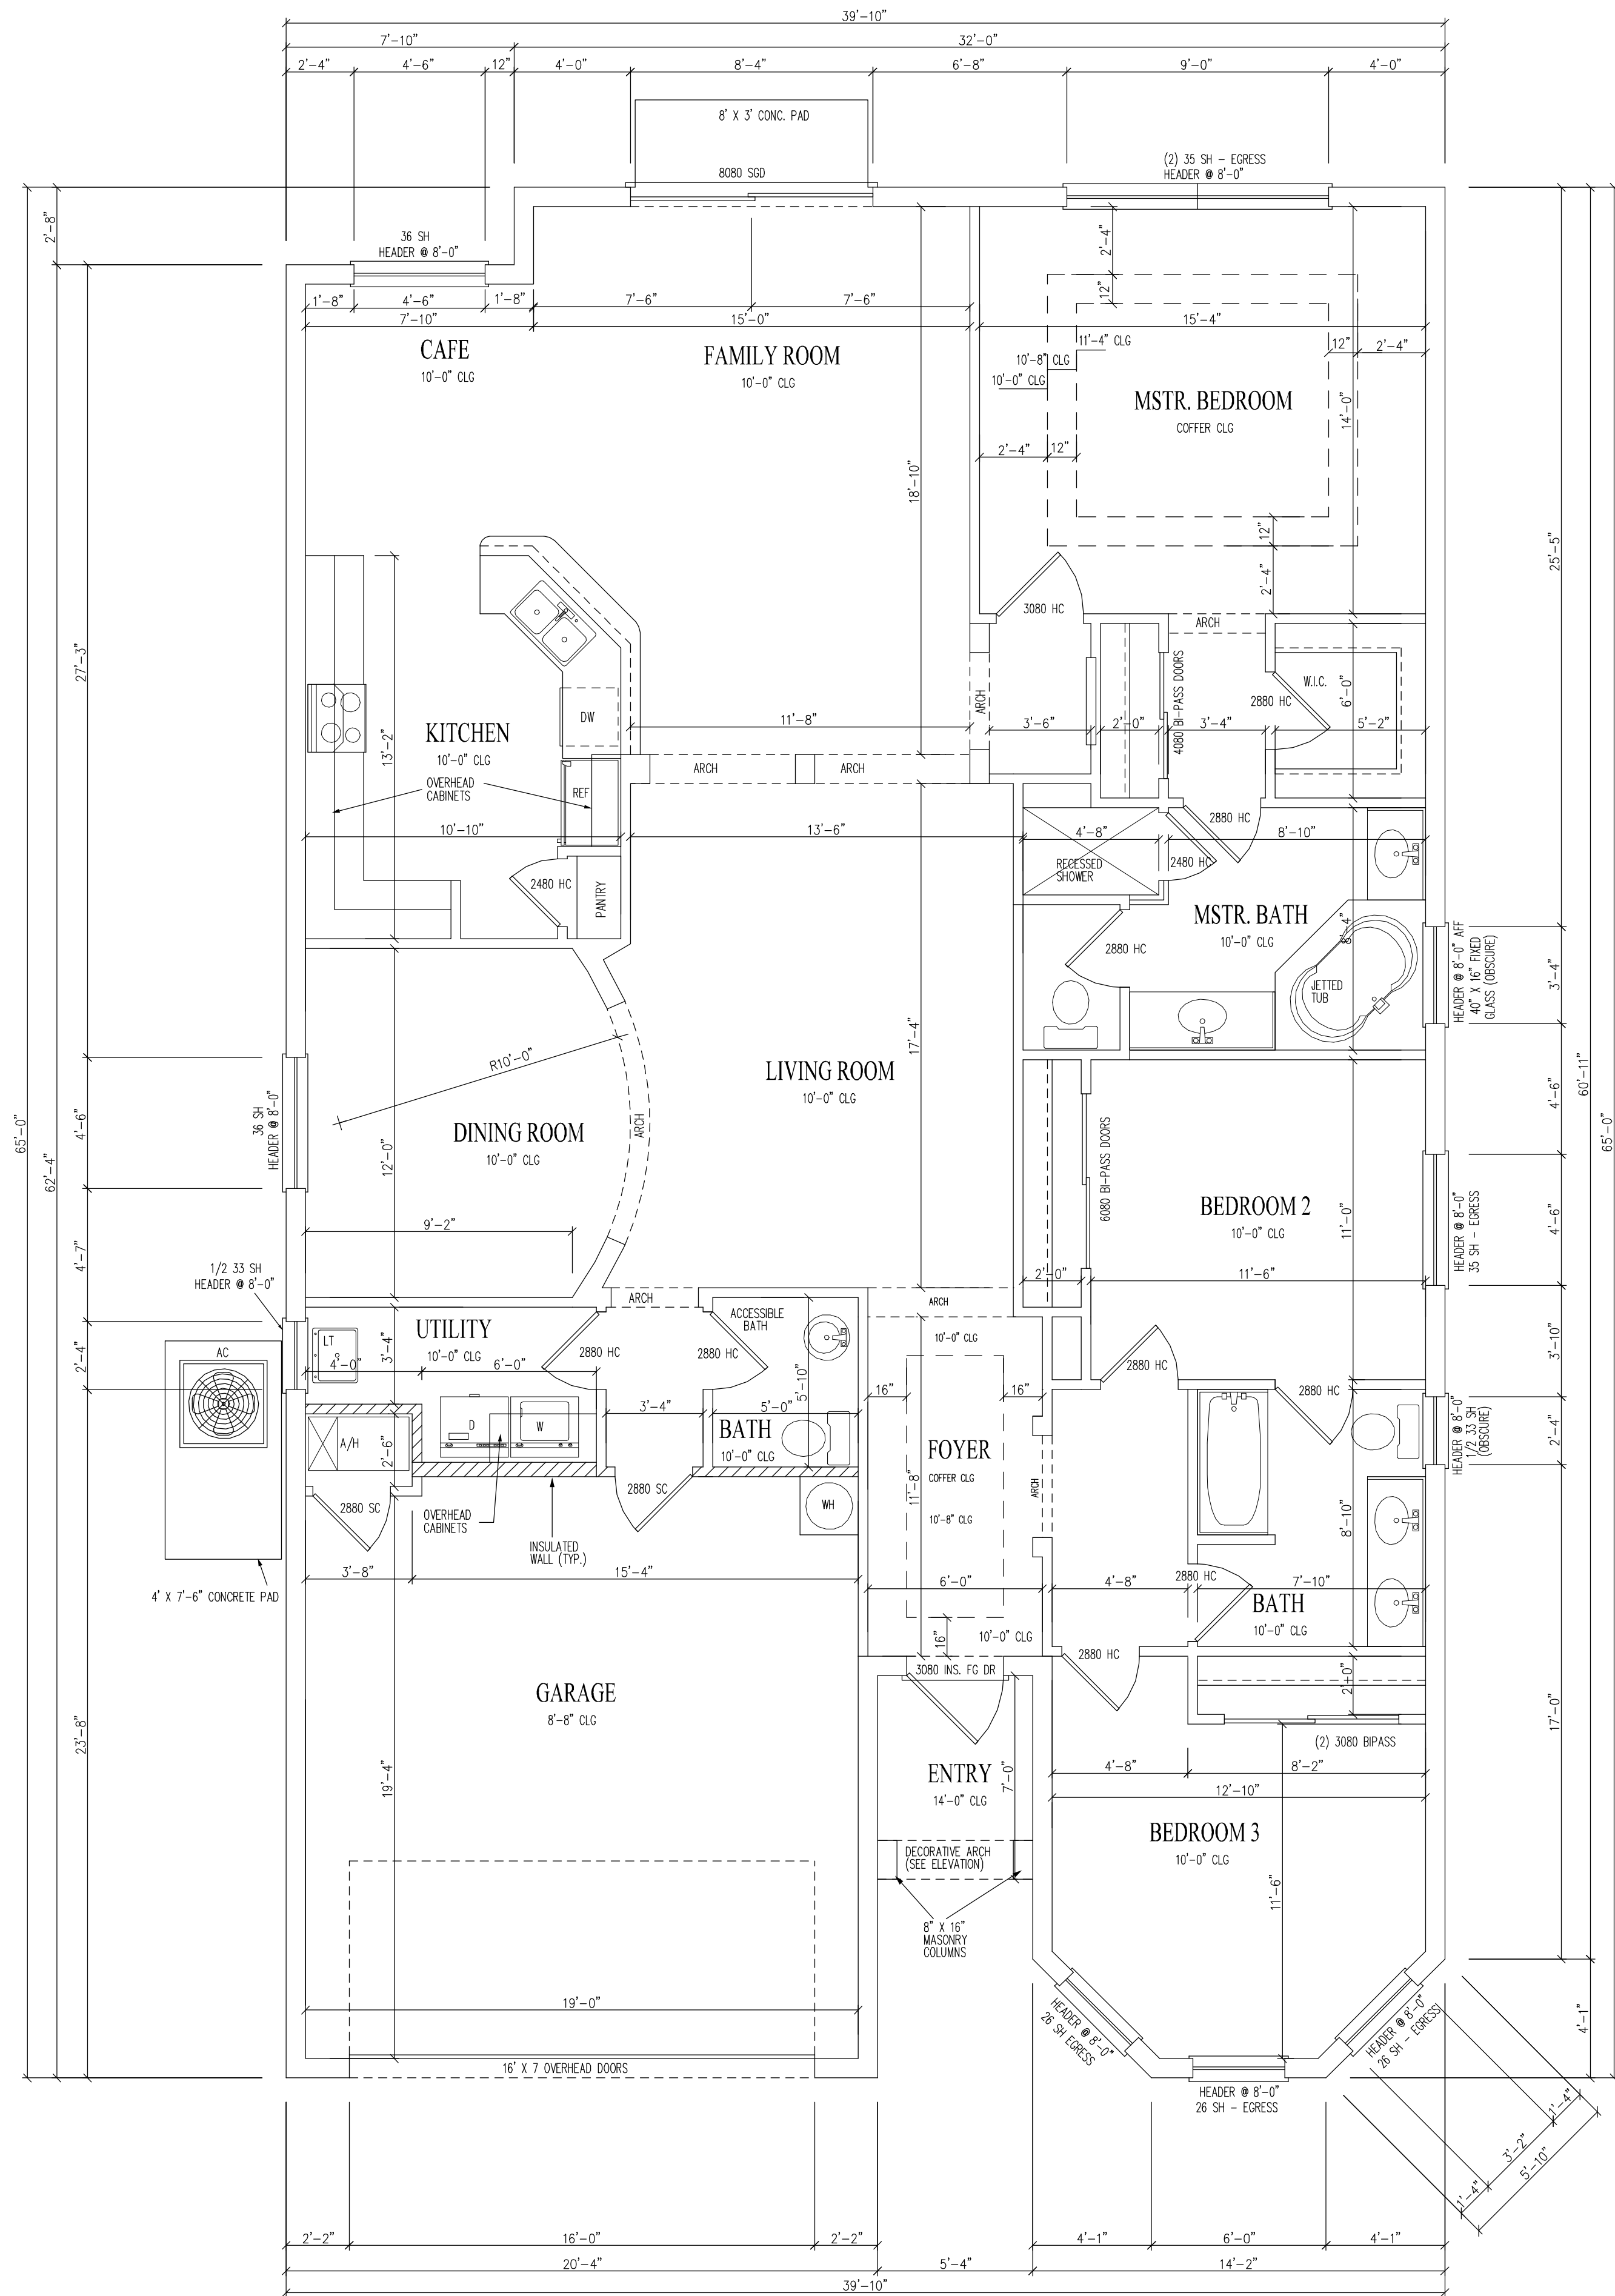 39'-10"
7'-10"
32'-0"
2'-4"
4'-6"
12"
4'-0"
8'-4"
6'-8"
9'-0"
4'-0"
8' X 3' CONC. PAD
8080 SGD
(2) 35 SH - EGRESS
HEADER @ 8'-0"
36 SH
HEADER @ 8'-0"
2'-8"
2'-4"
12"
1'-8"
4'-6"
1'-8"
7'-6"
7'-6"
7'-10"
15'-0"
15'-4"
CAFE
10'-0" CLG
FAMILY ROOM
10'-0" CLG
11'-4" CLG
10'-8" CLG
10'-0" CLG
12"
2'-4"
MSTR. BEDROOM
COFFER CLG
14'-0"
2'-4"
12"
18'-10"
12"
2'-4"
25'-5"
3080 HC
ARCH
27'-3"
KITCHEN
10'-0" CLG
13'-2"
OVERHEAD
CABINETS
DW
REF
11'-8"
ARCH
ARCH
ARCH
3'-6"
2'-0"
4080 BI-PASS DOORS
3'-4"
2880 HC
W.I.C.
6'-0"
5'-2"
10'-10"
13'-6"
4'-8"
RECESSED
SHOWER
2480 HC
2880 HC
8'-10"
2480 HC
PANTRY
MSTR. BATH
10'-0" CLG
8'-4"
2880 HC
JETTED
TUB
HEADER @ 8'-0" AFF
40" X 16" FIXED
GLASS (OBSCURE)
3'-4"
17'-4"
R10'-0"
LIVING ROOM
10'-0" CLG
ARCH
DINING ROOM
10'-0" CLG
12'-0"
9'-2"
36 SH
HEADER @ 8'-0"
65'-0"
62'-4"
4'-6"
4'-7"
4'-6"
60'-11"
65'-0"
6080 BI-PASS DOORS
BEDROOM 2
10'-0" CLG
11'-0"
2'-0"
11'-6"
HEADER @ 8'-0"
35 SH - EGRESS
4'-6"
1/2 33 SH
HEADER @ 8'-0"
ARCH
ARCH
2'-4"
AC
LT
UTILITY
10'-0" CLG
3'-4"
4'-0"
6'-0"
2880 HC
2880 HC
ACCESSIBLE
BATH
5'-10"
10'-0" CLG
16"
16"
2880 HC
2880 HC
3'-10"
D
W
3'-4"
5'-0"
BATH
10'-0" CLG
A/H
2'-6"
2880 SC
2880 SC
WH
OVERHEAD
CABINETS
INSULATED
WALL (TYP.)
FOYER
COFFER CLG
10'-8" CLG
11'-8"
ARCH
HEADER @ 8'-0"
1/2 33 SH
(OBSCURE)
2'-4"
8'-10"
4' X 7'-6" CONCRETE PAD
3'-8"
15'-4"
6'-0"
4'-8"
2880 HC
7'-10"
BATH
10'-0" CLG
16"
10'-0" CLG
2880 HC
3080 INS. FG DR
2'-0"
GARAGE
8'-8" CLG
23'-8"
19'-4"
17'-0"
(2) 3080 BIPASS
ENTRY
14'-0" CLG
7'-0"
4'-8"
8'-2"
12'-10"
BEDROOM 3
10'-0" CLG
DECORATIVE ARCH
(SEE ELEVATION)
11'-6"
8" X 16"
MASONRY
COLUMNS
19'-0"
16' X 7 OVERHEAD DOORS
HEADER @ 8'-0"
26 SH EGRESS
HEADER @ 8'-0"
26 SH - EGRESS
HEADER @ 8'-0"
26 SH - EGRESS
4'-1"
1'-4"
3'-2"
1'-4"
5'-10"
2'-2"
16'-0"
2'-2"
4'-1"
6'-0"
4'-1"
20'-4"
5'-4"
14'-2"
39'-10"